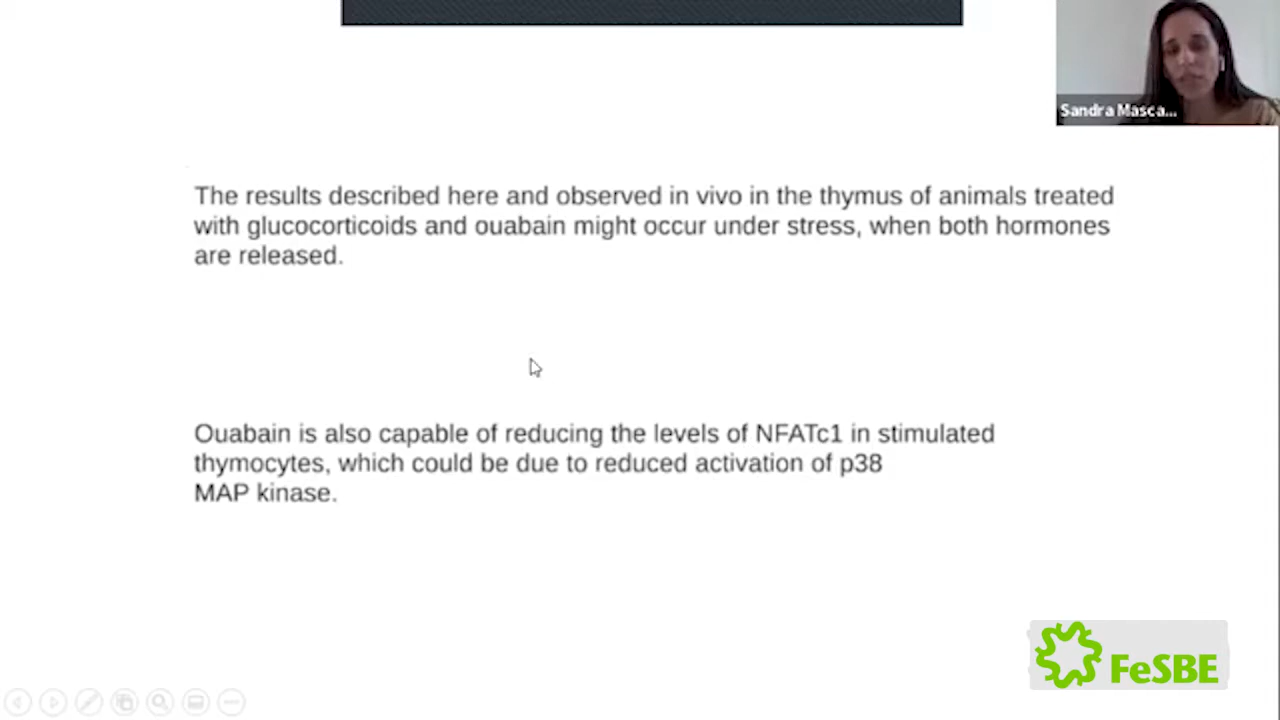 Sandra Masca...
The results described here and observed in vivo in the thymus of animals treated
with glucocorticoids and ouabain might occur under stress, when both hormones
are released.
Ouabain is also capable of reducing the levels of NFATc1 in stimulated
thymocytes, which could be due to reduced activation of p38
MAP kinase.
FeSBE